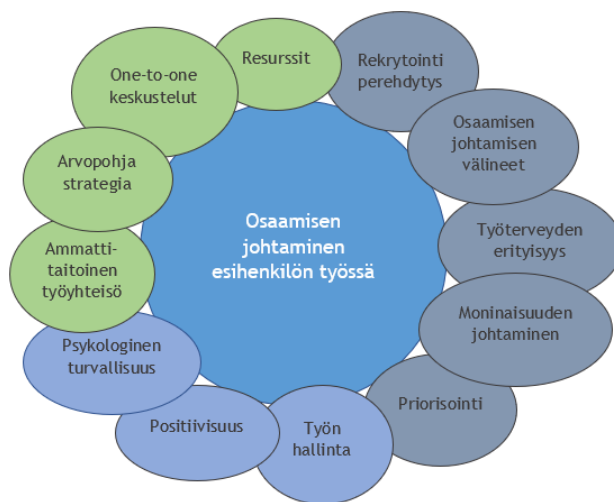 Resurssit
Rekrytointi
perehdytys
Osaamisen
johtamisen
välineet
Työterveyden
erityisyys
Moninaisuuden
johtaminen
Priorisointi
Työn
hallinta
Positiivisuus
Psykologinen
turvallisuus
Ammatti-
taitoinen
työyhteisö
Arvopohja
strategia
One-to-one
keskustelut
Osaamisen
johtaminen
esihenkilön työssä